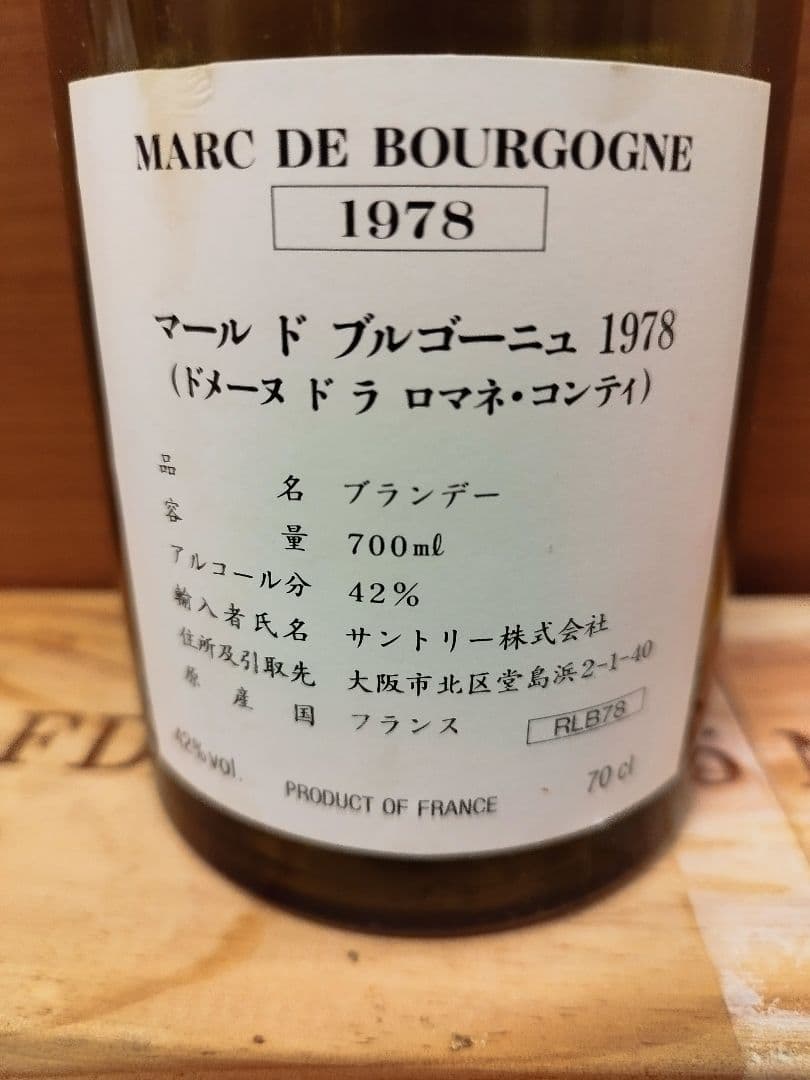 MARC DE BOURGOGNE
1978
マール ド ブルゴーニュ 1978
(ドメーヌ ド ラ ロマネ・コンティ)
品名 ブランデー
容量 700mℓ
アルコール分 42%
輸入者氏名 サントリー株式会社
住所及引取先 大阪市北区堂島浜2-1-40
原産国 フランス
RLB78
42% vol.
PRODUCT OF FRANCE
70 cl
FD